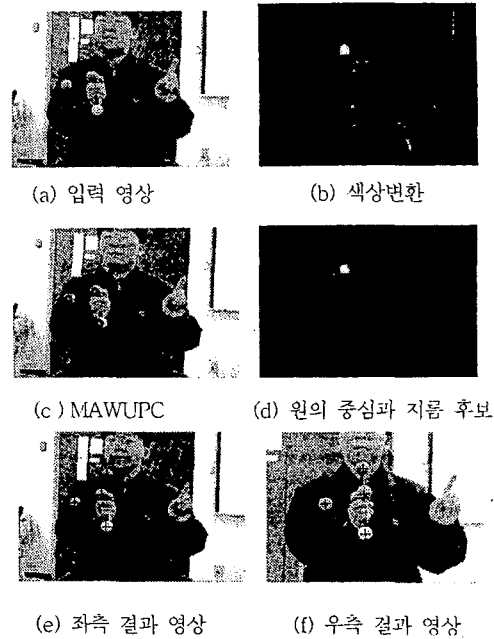 (a) 입력 영상
(b) 색상변환
(c ) MAWUPC
(d) 원의 중심과 지름 후보
(e) 좌측 결과 영상
(f) 우측 결과 영상